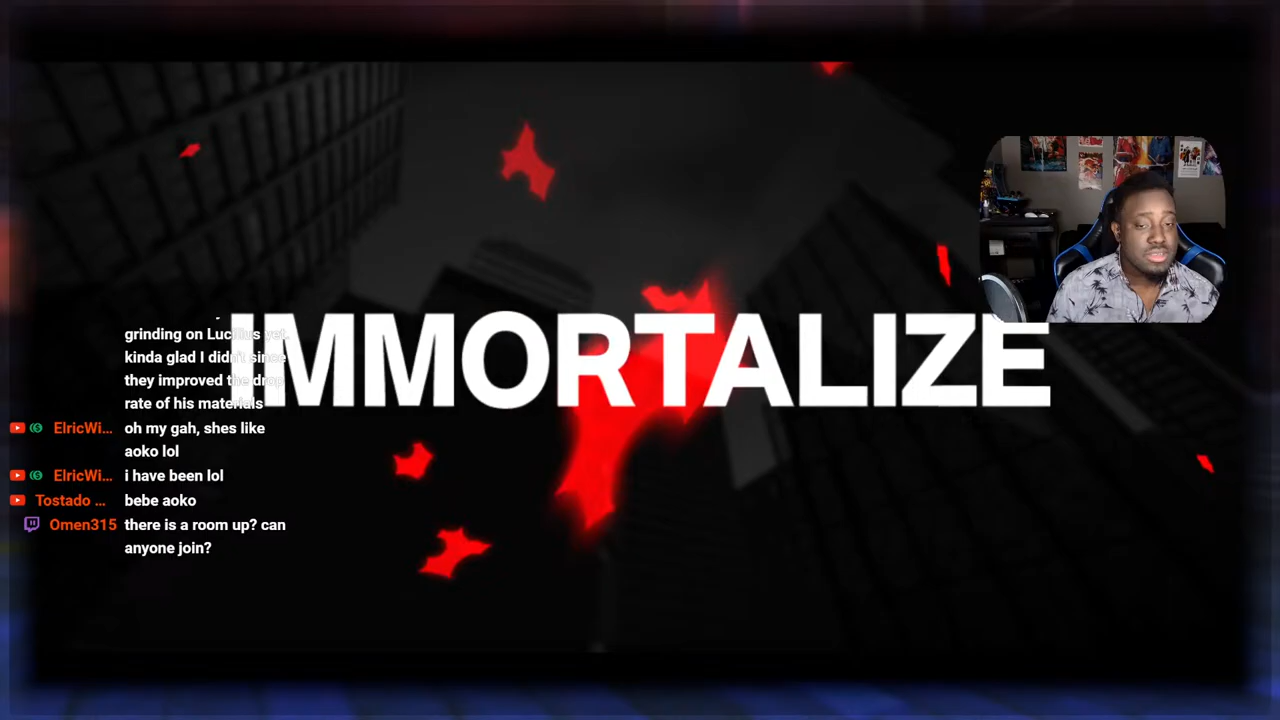 IMMORTALIZE
grinding on Lucilius yet,
kinda glad I didn't since
they improved the drop
rate of his materials
ElricWi... oh my gah, shes like
aoko lol
ElricWi... i have been lol
Tostado ... bebe aoko
Omen315 there is a room up? can
anyone join?